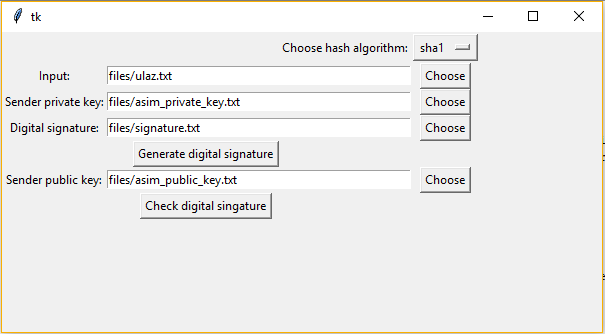 tk
Choose hash algorithm: sha1
Input: files/ulaz.txt Choose
Sender private key: files/asim_private_key.txt Choose
Digital signature: files/signature.txt Choose
Generate digital signature
Sender public key: files/asim_public_key.txt Choose
Check digital singature